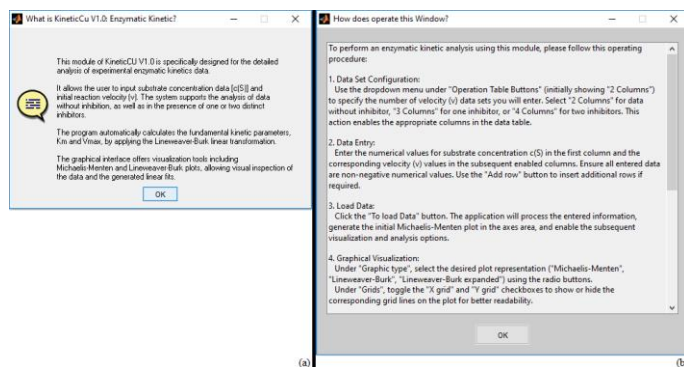 What is KineticCu V1.0: Enzymatic Kinetic?
This module of KineticCU V1.0 is specifically designed for the detailed
analysis of experimental enzymatic kinetics data.
It allows the user to input substrate concentration data [c(S)] and
initial reaction velocity (v). The system supports the analysis of data
without inhibition, as well as in the presence of one or two distinct
inhibitors.
The program automatically calculates the fundamental kinetic parameters,
Km and Vmax, by applying the Lineweaver-Burk linear transformation.
The graphical interface offers visualization tools including
Michaelis-Menten and Lineweaver-Burk plots, allowing visual inspection of
the data and the generated linear fits.
OK
(a)
How does operate this Window?
To perform an enzymatic kinetic analysis using this module, please follow this operating
procedure:
1. Data Set Configuration:
Use the dropdown menu under "Operation Table Buttons" (initially showing "2 Columns")
to specify the number of velocity (v) data sets you will enter. Select "2 Columns" for data
without inhibitor, "3 Columns" for one inhibitor, or "4 Columns" for two inhibitors. This
action enables the appropriate columns in the data table.
2. Data Entry:
Enter the numerical values for substrate concentration c(S) in the first column and the
corresponding velocity (v) values in the subsequent enabled columns. Ensure all entered data
are non-negative numerical values. Use the "Add row" button to insert additional rows if
required.
3. Load Data:
Click the "To load Data" button. The application will process the entered information,
generate the initial Michaelis-Menten plot in the axes area, and enable the subsequent
visualization and analysis options.
4. Graphical Visualization:
Under "Graphic type", select the desired plot representation ("Michaelis-Menten",
"Lineweaver-Burk", "Lineweaver-Burk expanded") using the radio buttons.
Under "Grids", toggle the "X grid" and "Y grid" checkboxes to show or hide the
corresponding grid lines on the plot for better readability.
OK
(b